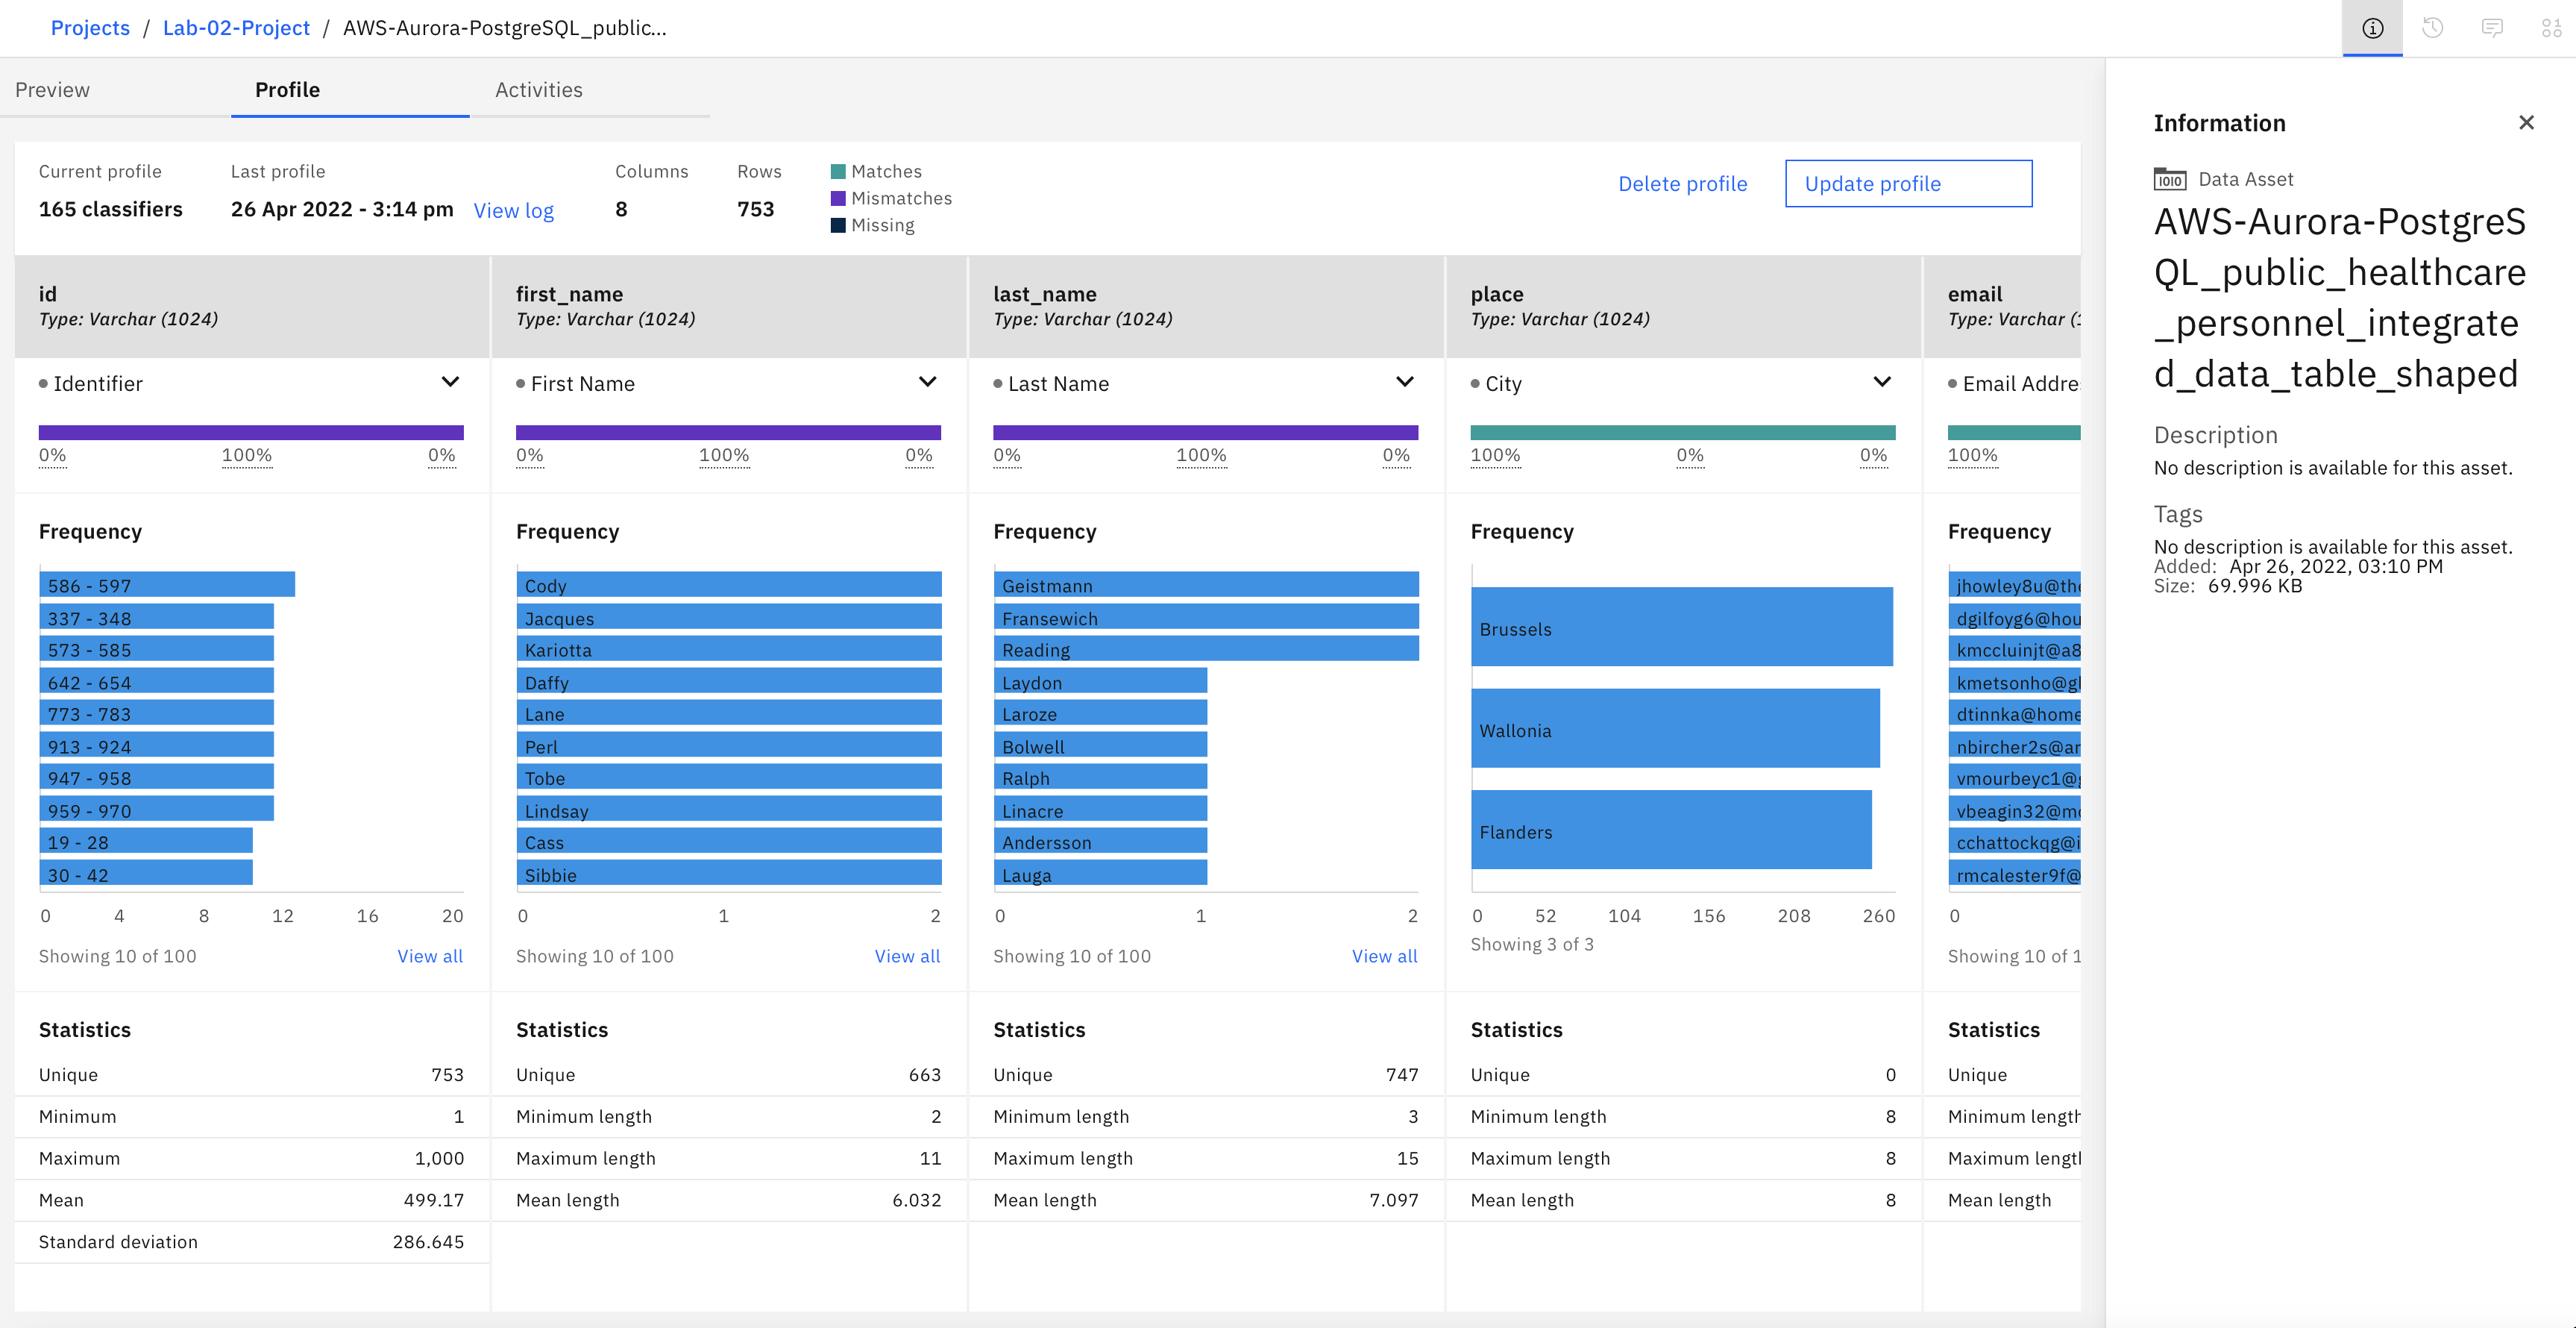 Projects / Lab-02-Project / AWS-Aurora-PostgreSQL_public...
Preview Profile Activities
Current profile Last profile Columns Rows Matches
165 classifiers 26 Apr 2022 - 3:14 pm View log 8 753 Mismatches
Missing
Delete profile Update profile
id
Type: Varchar (1024)
Identifier
0% 100% 0%
Frequency
586 - 597
337 - 348
573 - 585
642 - 654
773 - 783
913 - 924
947 - 958
959 - 970
19 - 28
30 - 42
0 4 8 12 16 20
Showing 10 of 100 View all
Statistics
Unique 753
Minimum 1
Maximum 1,000
Mean 499.17
Standard deviation 286.645
first_name
Type: Varchar (1024)
First Name
0% 100% 0%
Frequency
Cody
Jacques
Kariotta
Daffy
Lane
Perl
Tobe
Lindsay
Cass
Sibbie
0 1 2
Showing 10 of 100 View all
Statistics
Unique 663
Minimum length 2
Maximum length 11
Mean length 6.032
last_name
Type: Varchar (1024)
Last Name
0% 100% 0%
Frequency
Geistmann
Fransewich
Reading
Laydon
Laroze
Bolwell
Ralph
Linacre
Andersson
Lauga
0 1 2
Showing 10 of 100 View all
Statistics
Unique 747
Minimum length 3
Maximum length 15
Mean length 7.097
place
Type: Varchar (1024)
City
100% 0% 0%
Frequency
Brussels
Wallonia
Flanders
0 52 104 156 208 260
Showing 3 of 3
Statistics
Unique 0
Minimum length 8
Maximum length 8
Mean length 8
email
Type: Varchar (
Email Addre
100%
Frequency
jhowley8u@the
dgilfoyg6@hou
kmccluinjt@a8
kmetsonho@gl
dtinnka@home
nbircher2s@ar
vmourbeyc1@
vbeagin32@mo
cchattockqg@i
rmcalester9f@
0
Showing 10 of 1
Statistics
Unique
Minimum length
Maximum lengt
Mean length
Information
Data Asset
AWS-Aurora-PostgreS
QL_public_healthcare
_personnel_integrate
d_data_table_shaped
Description
No description is available for this asset.
Tags
No description is available for this asset.
Added: Apr 26, 2022, 03:10 PM
Size: 69.996 KB